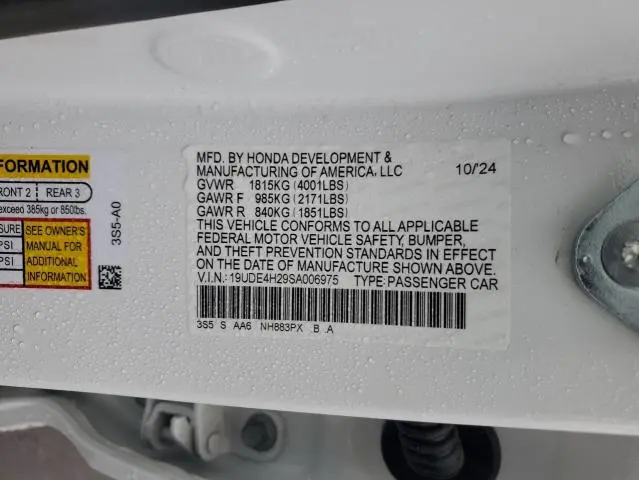 FORMATION
FRONT 2 REAR 3
exceed 385kg or 850lbs.
SURE
PSI
PSI
SEE OWNER'S
MANUAL FOR
ADDITIONAL
INFORMATION
3S5-A0
MFD. BY HONDA DEVELOPMENT &
MANUFACTURING OF AMERICA, LLC 10/24
GVWR 1815KG (4001LBS)
GAWR F 985KG (2171LBS)
GAWR R 840KG (1851LBS)
THIS VEHICLE CONFORMS TO ALL APPLICABLE
FEDERAL MOTOR VEHICLE SAFETY, BUMPER,
AND THEFT PREVENTION STANDARDS IN EFFECT
ON THE DATE OF MANUFACTURE SHOWN ABOVE.
V.I.N.: 19UDE4H29SA006975 TYPE: PASSENGER CAR
3S5 S AA6 NH883PX B .A